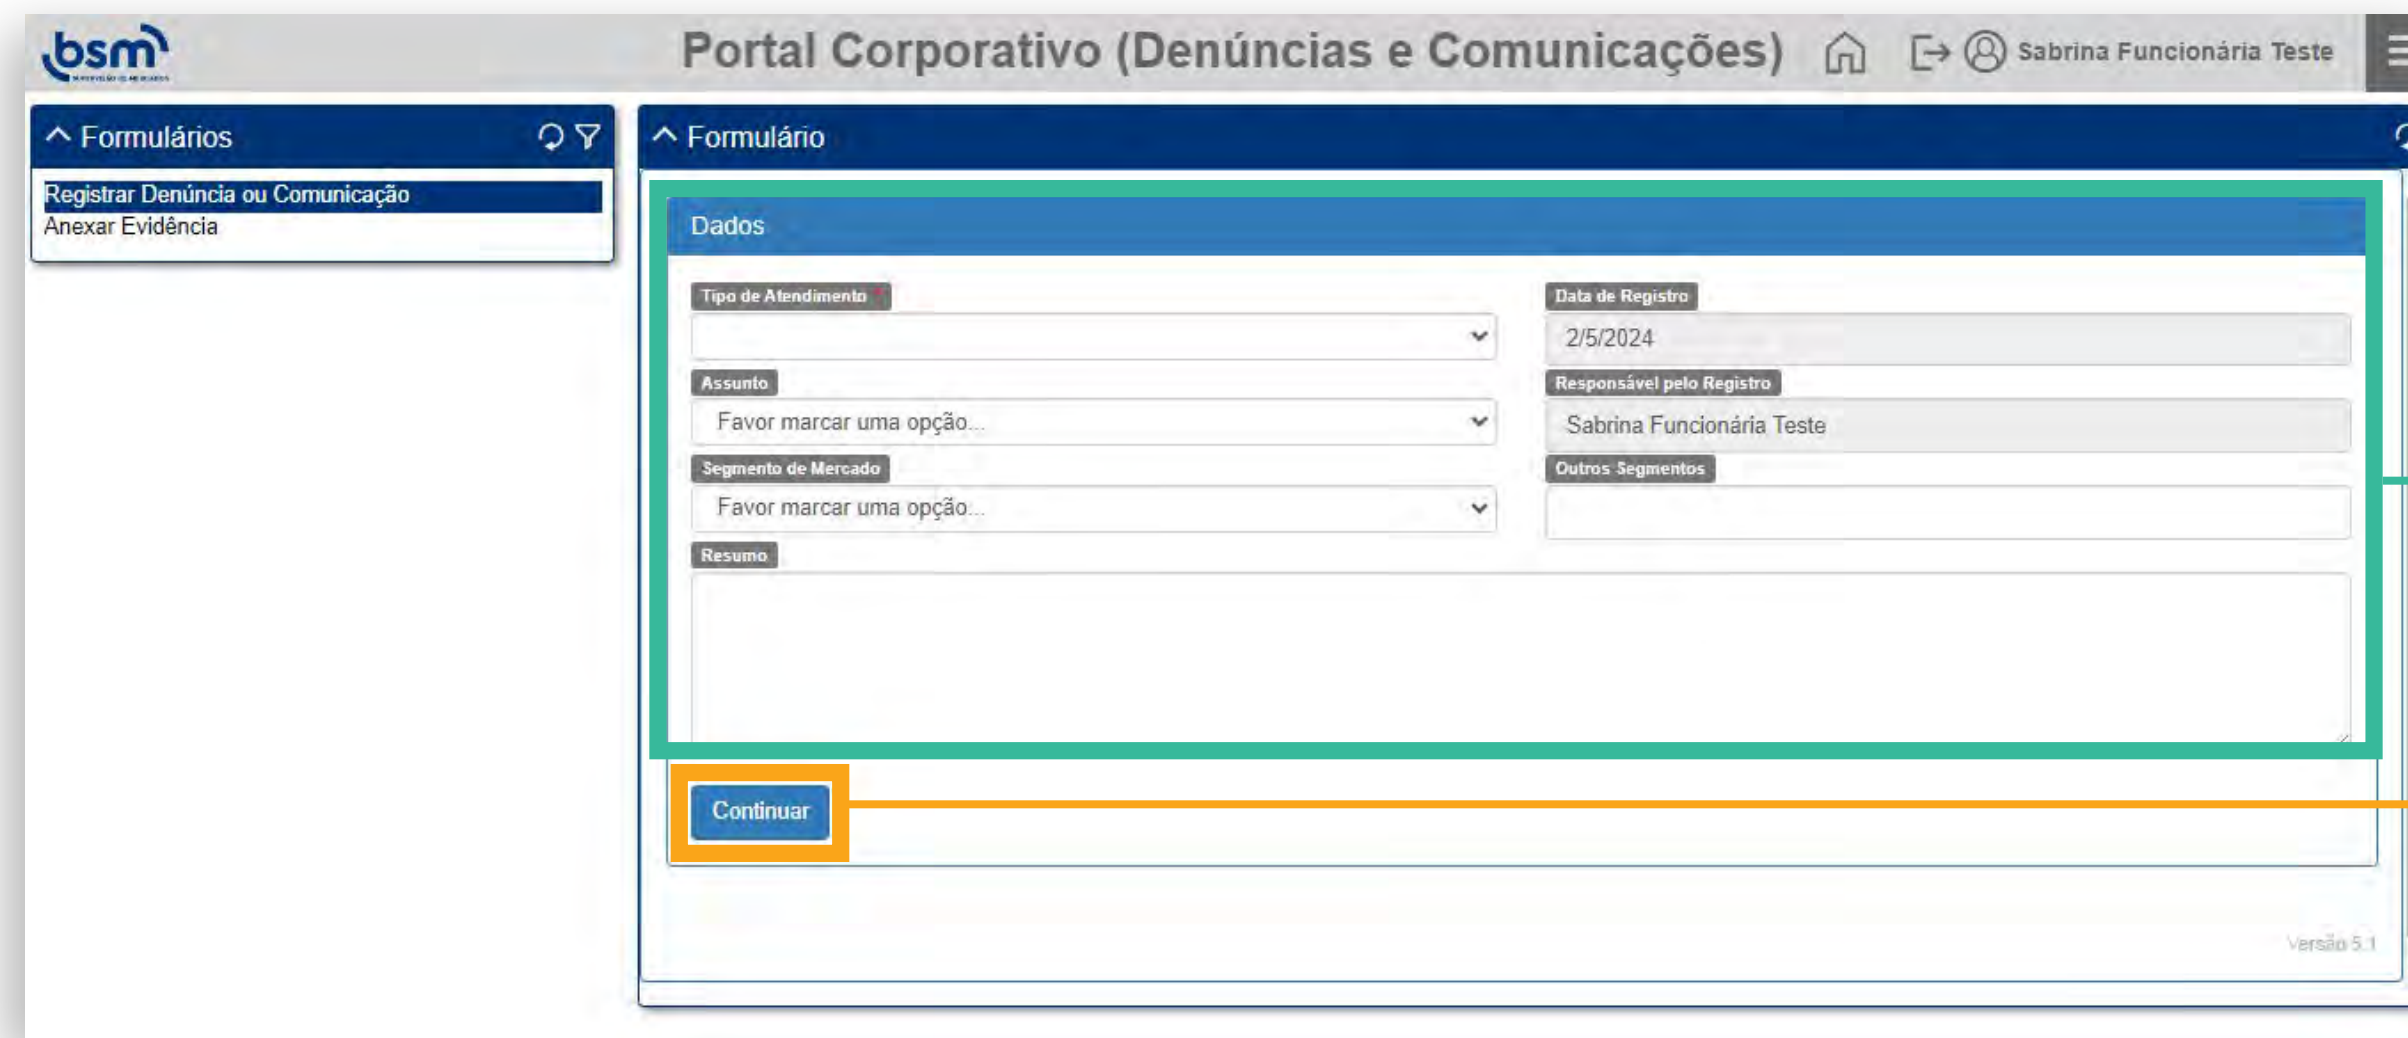 bsm
Portal Corporativo (Denúncias e Comunicações)
Sabrina Funcionária Teste
Formulários
Registrar Denúncia ou Comunicação
Anexar Evidência
Formulário
Dados
Tipo de Atendimento *
Data de Registro
2/5/2024
Assunto
Favor marcar uma opção...
Responsável pelo Registro
Sabrina Funcionária Teste
Segmento de Mercado
Favor marcar uma opção...
Outros Segmentos
Resumo
Continuar
Versão 5.1